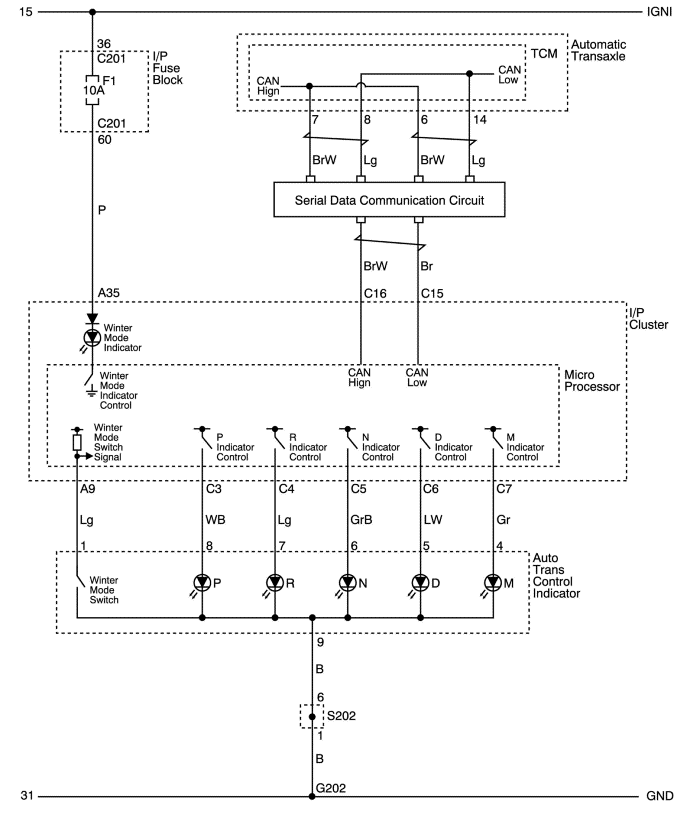 15 IGNI
36
C201
I/P
Fuse
Block
F1
10A
C201
60
Automatic
Transaxle
TCM
CAN
Hign
CAN
Low
7 8 6 14
BrW Lg BrW Lg
Serial Data Communication Circuit
P
BrW Br
A35 C16 C15
I/P
Cluster
Winter
Mode
Indicator
Winter
Mode
Indicator
Control
CAN
Hign
CAN
Low
Micro
Processor
Winter
Mode
Switch
Signal
P
Indicator
Control
R
Indicator
Control
N
Indicator
Control
D
Indicator
Control
M
Indicator
Control
A9 C3 C4 C5 C6 C7
Lg WB Lg GrB LW Gr
1 8 7 6 5 4
Auto
Trans
Control
Indicator
Winter
Mode
Switch
P R N D M
9
B
6
S202
1
B
G202
31 GND